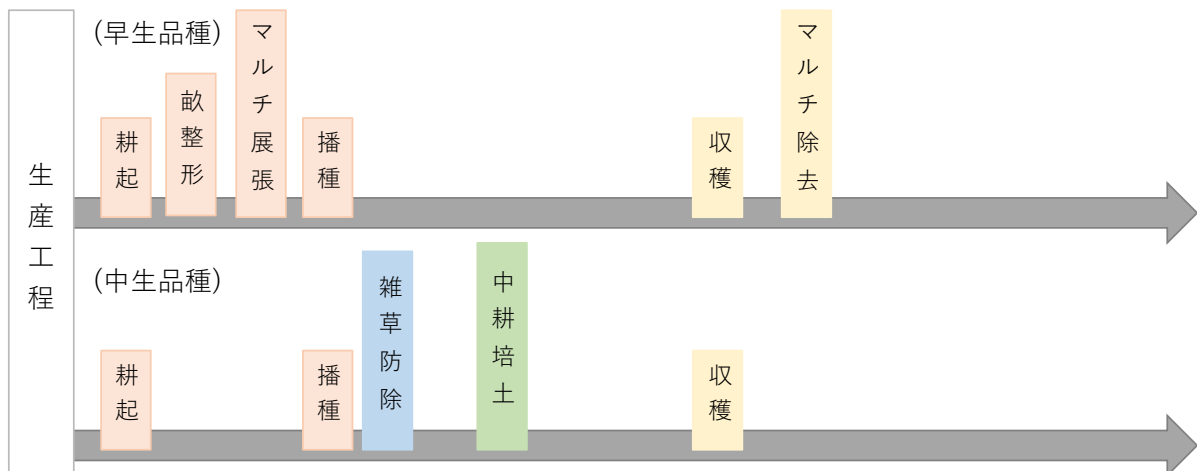 生産工程
(早生品種)
耕起
畝整形
マルチ展張
播種
収穫
マルチ除去
(中生品種)
耕起
播種
雑草防除
中耕培土
収穫